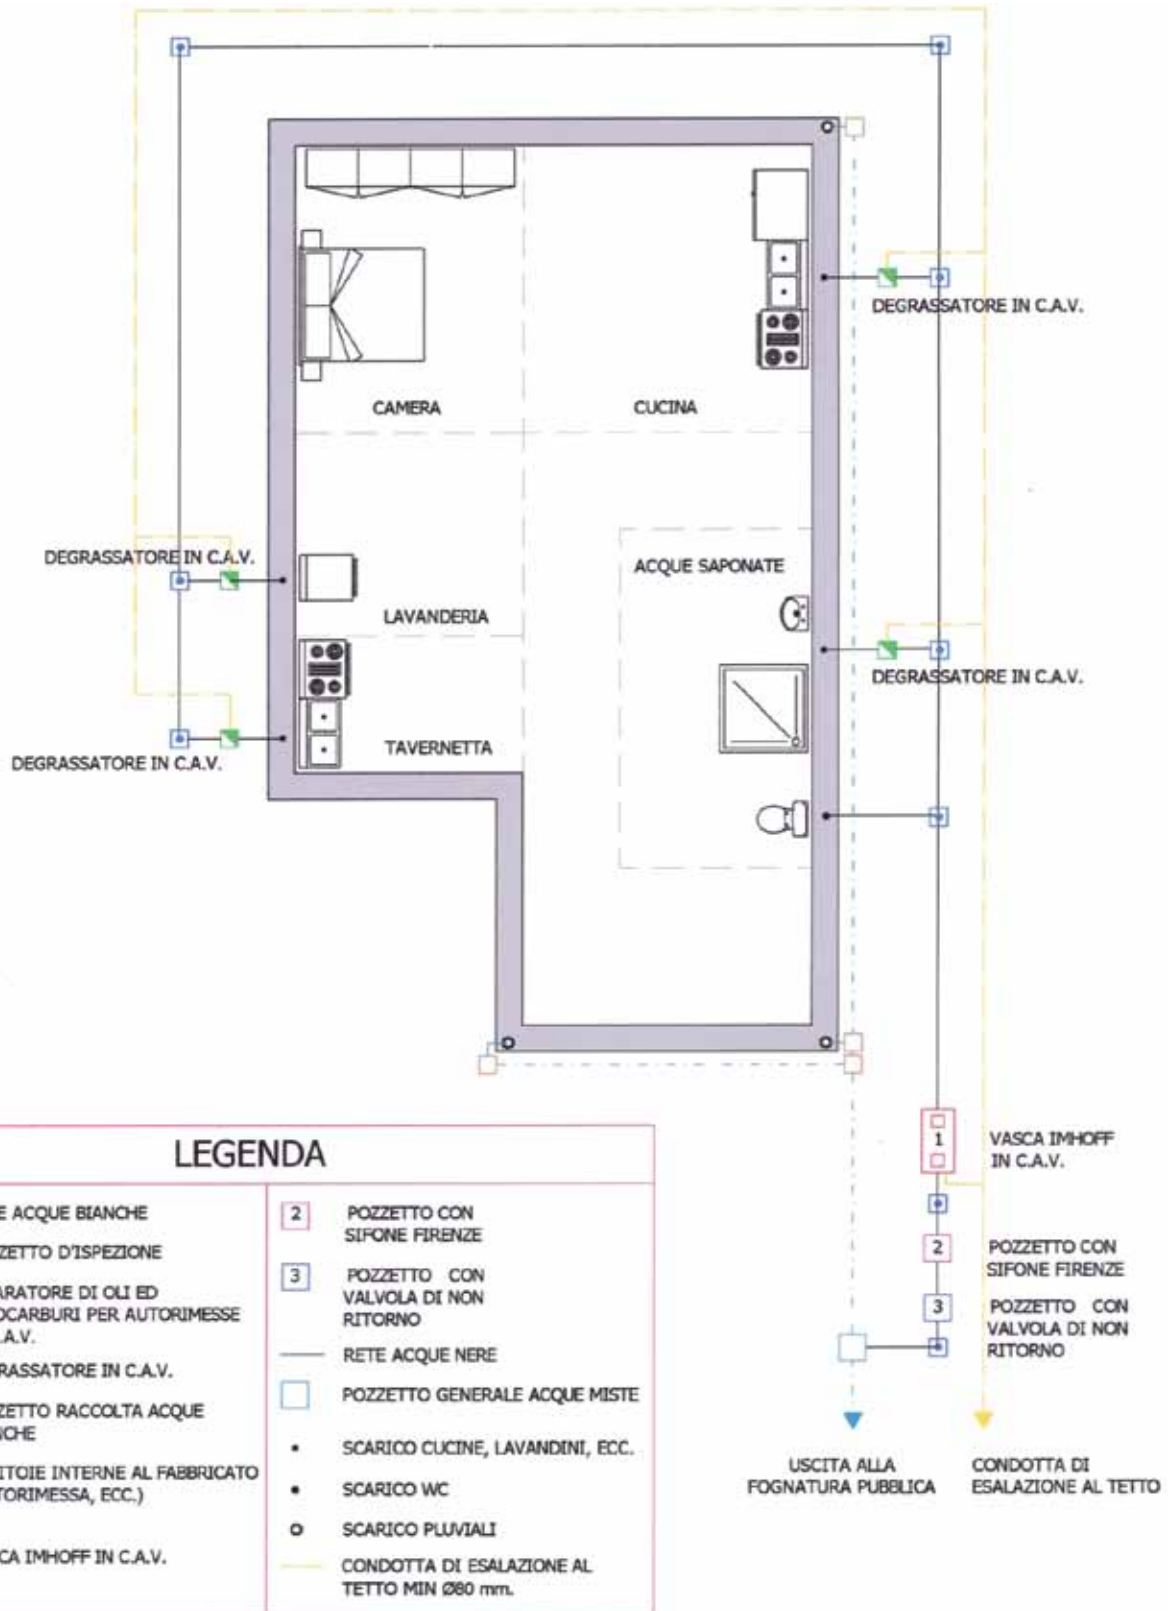 DEGRASSATORE IN C.A.V.
CAMERA
CUCINA
DEGRASSATORE IN C.A.V.
ACQUE SAPONATE
LAVANDERIA
DEGRASSATORE IN C.A.V.
TAVERNETTA
DEGRASSATORE IN C.A.V.
1
VASCA IMHOFF
IN C.A.V.
2
POZZETTO CON
SIFONE FIRENZE
3
POZZETTO CON
VALVOLA DI NON
RITORNO
USCITA ALLA
FOGNATURA PUBBLICA
CONDOTTA DI
ESALAZIONE AL TETTO
LEGENDA
E ACQUE BIANCHE
ZETTO D'ISPEZIONE
ARATORE DI OLI ED
OCARBURI PER AUTORIMESSE
.A.V.
RASSATORE IN C.A.V.
ZETTO RACCOLTA ACQUE
NCHE
ITOIE INTERNE AL FABBRICATO
TORIMESSA, ECC.)
CA IMHOFF IN C.A.V.
2
POZZETTO CON
SIFONE FIRENZE
3
POZZETTO CON
VALVOLA DI NON
RITORNO
RETE ACQUE NERE
POZZETTO GENERALE ACQUE MISTE
SCARICO CUCINE, LAVANDINI, ECC.
SCARICO WC
SCARICO PLUVIALI
CONDOTTA DI ESALAZIONE AL
TETTO MIN Ø80 mm.